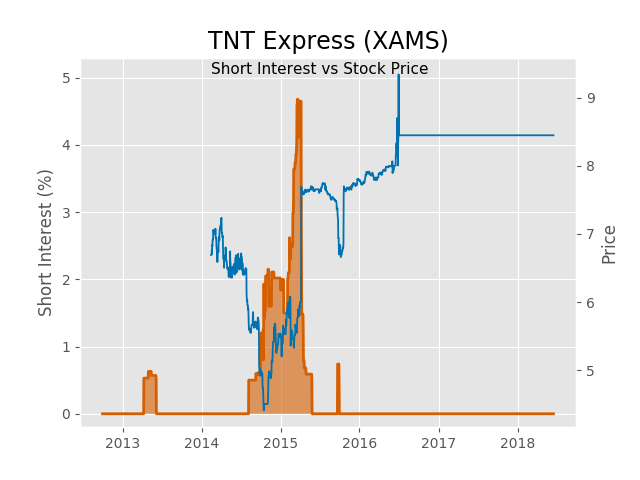 TNT Express (XAMS)
Short Interest vs Stock Price
Short Interest (%)
5
4
3
2
1
0
9
8
7
6
5
Price
2013 2014 2015 2016 2017 2018